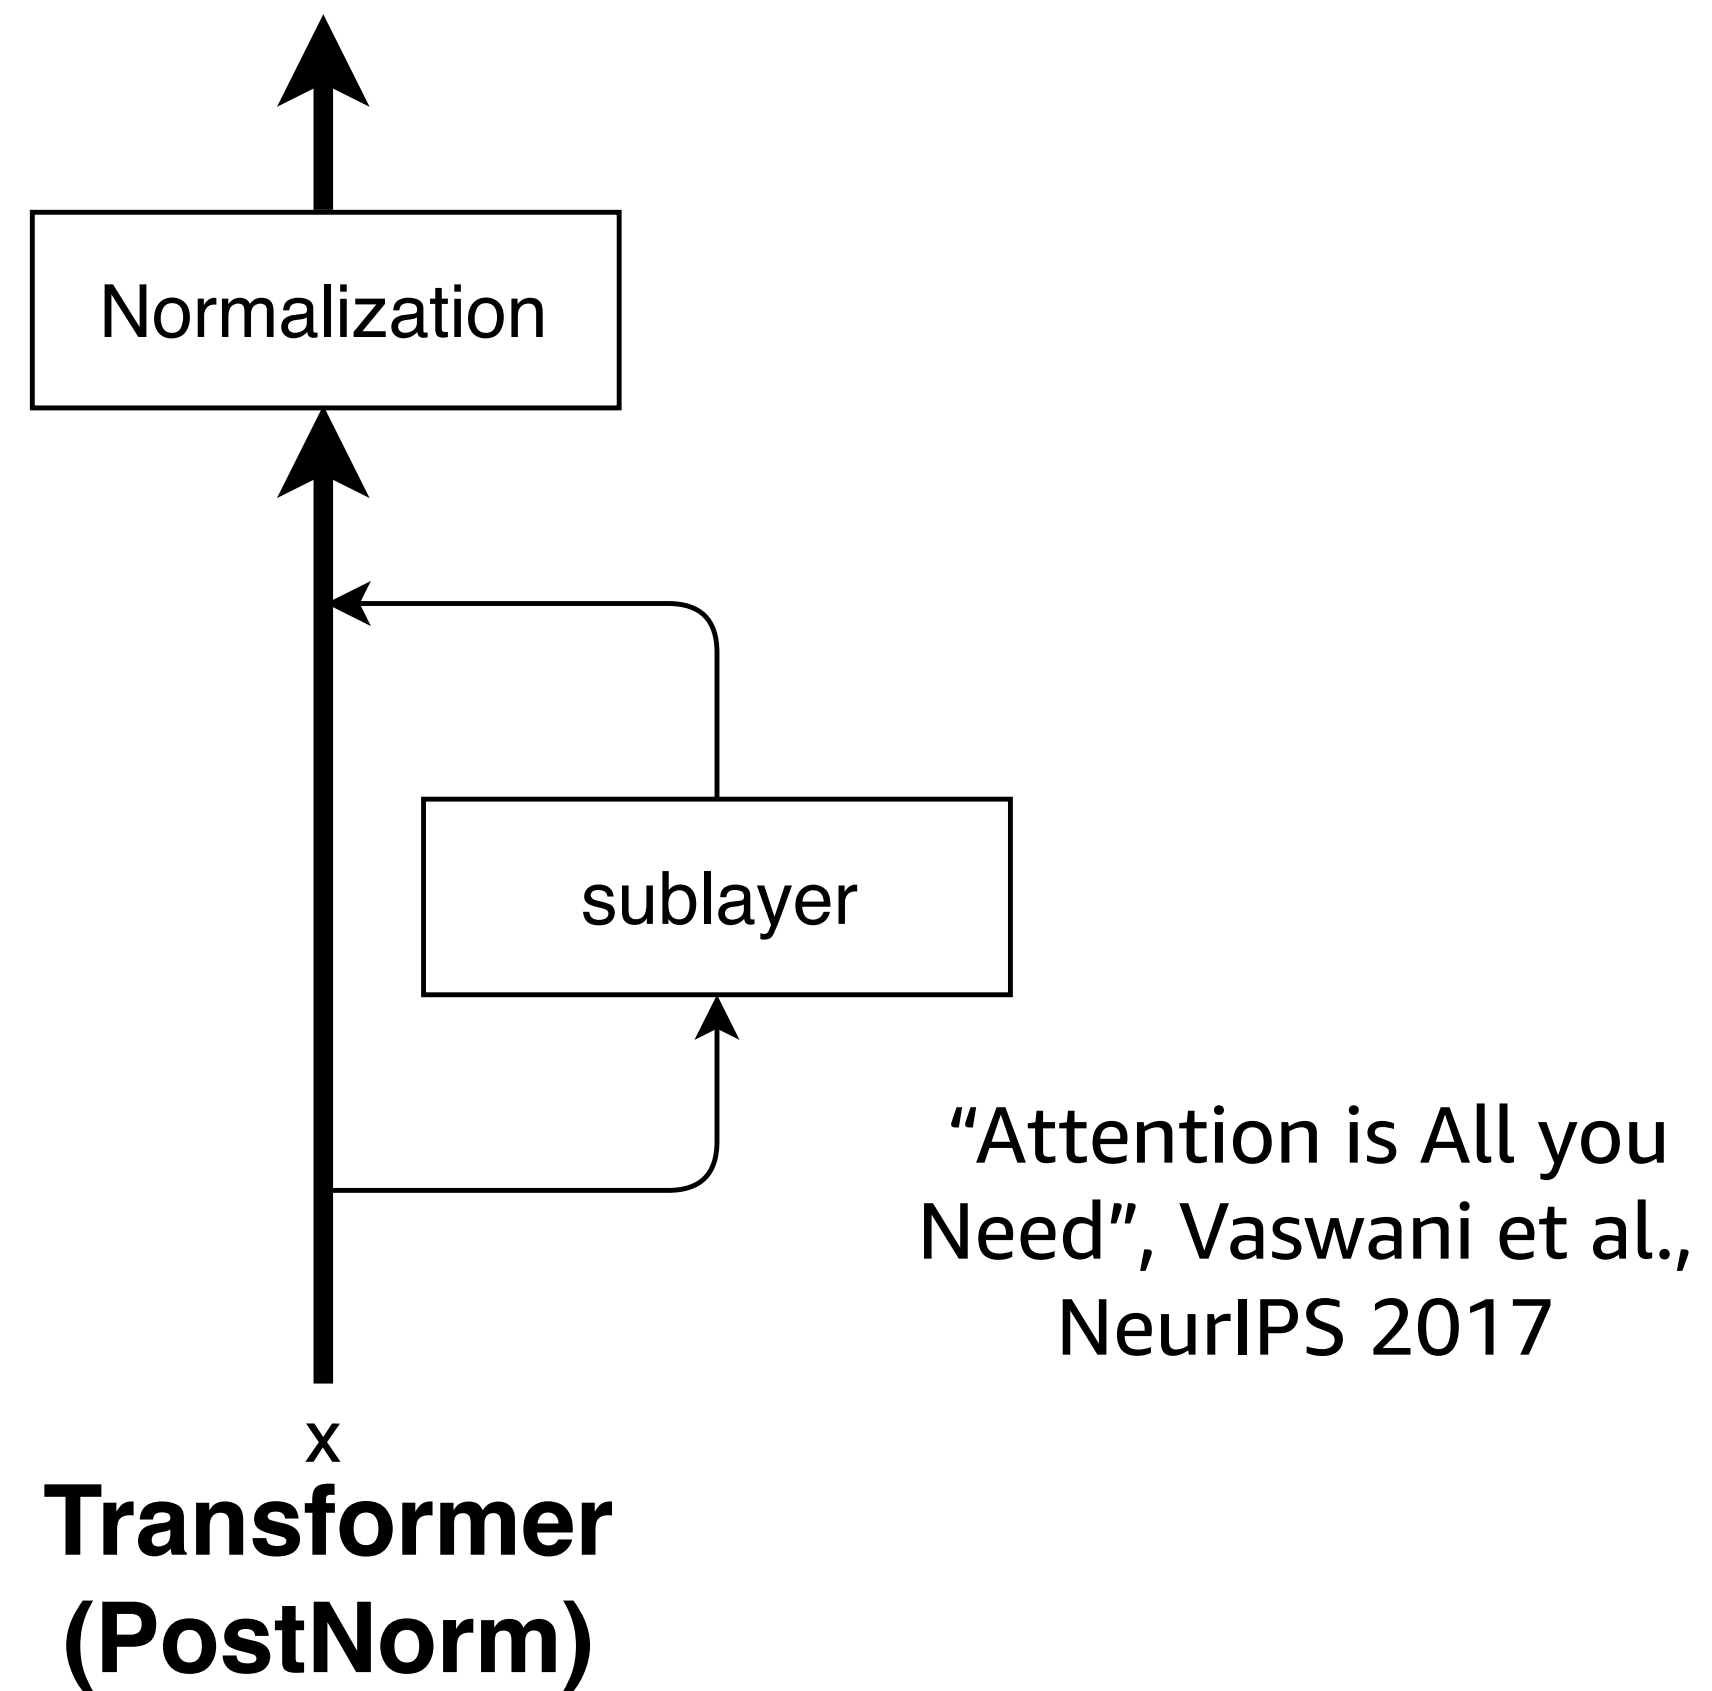 Normalization
sublayer
“Attention is All you
Need”, Vaswani et al.,
NeurIPS 2017
x
Transformer
(PostNorm)